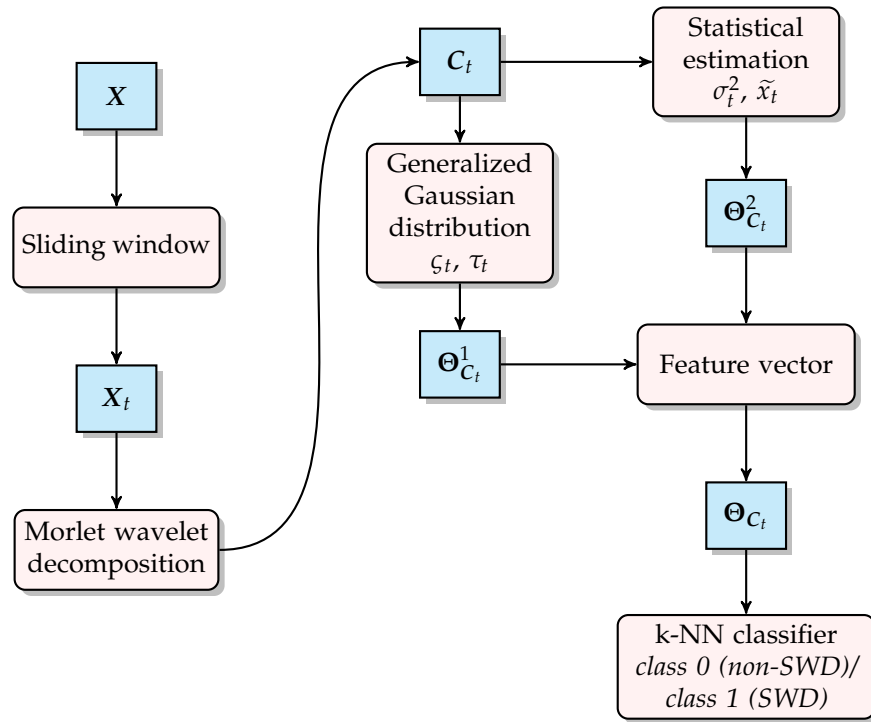 X
Sliding window
X_t
Morlet wavelet
decomposition
C_t
Generalized
Gaussian
distribution
ς_t, τ_t
Θ^1_{C_t}
Statistical
estimation
σ_t^2, x̃_t
Θ^2_{C_t}
Feature vector
Θ_{C_t}
k-NN classifier
class 0 (non-SWD)/
class 1 (SWD)